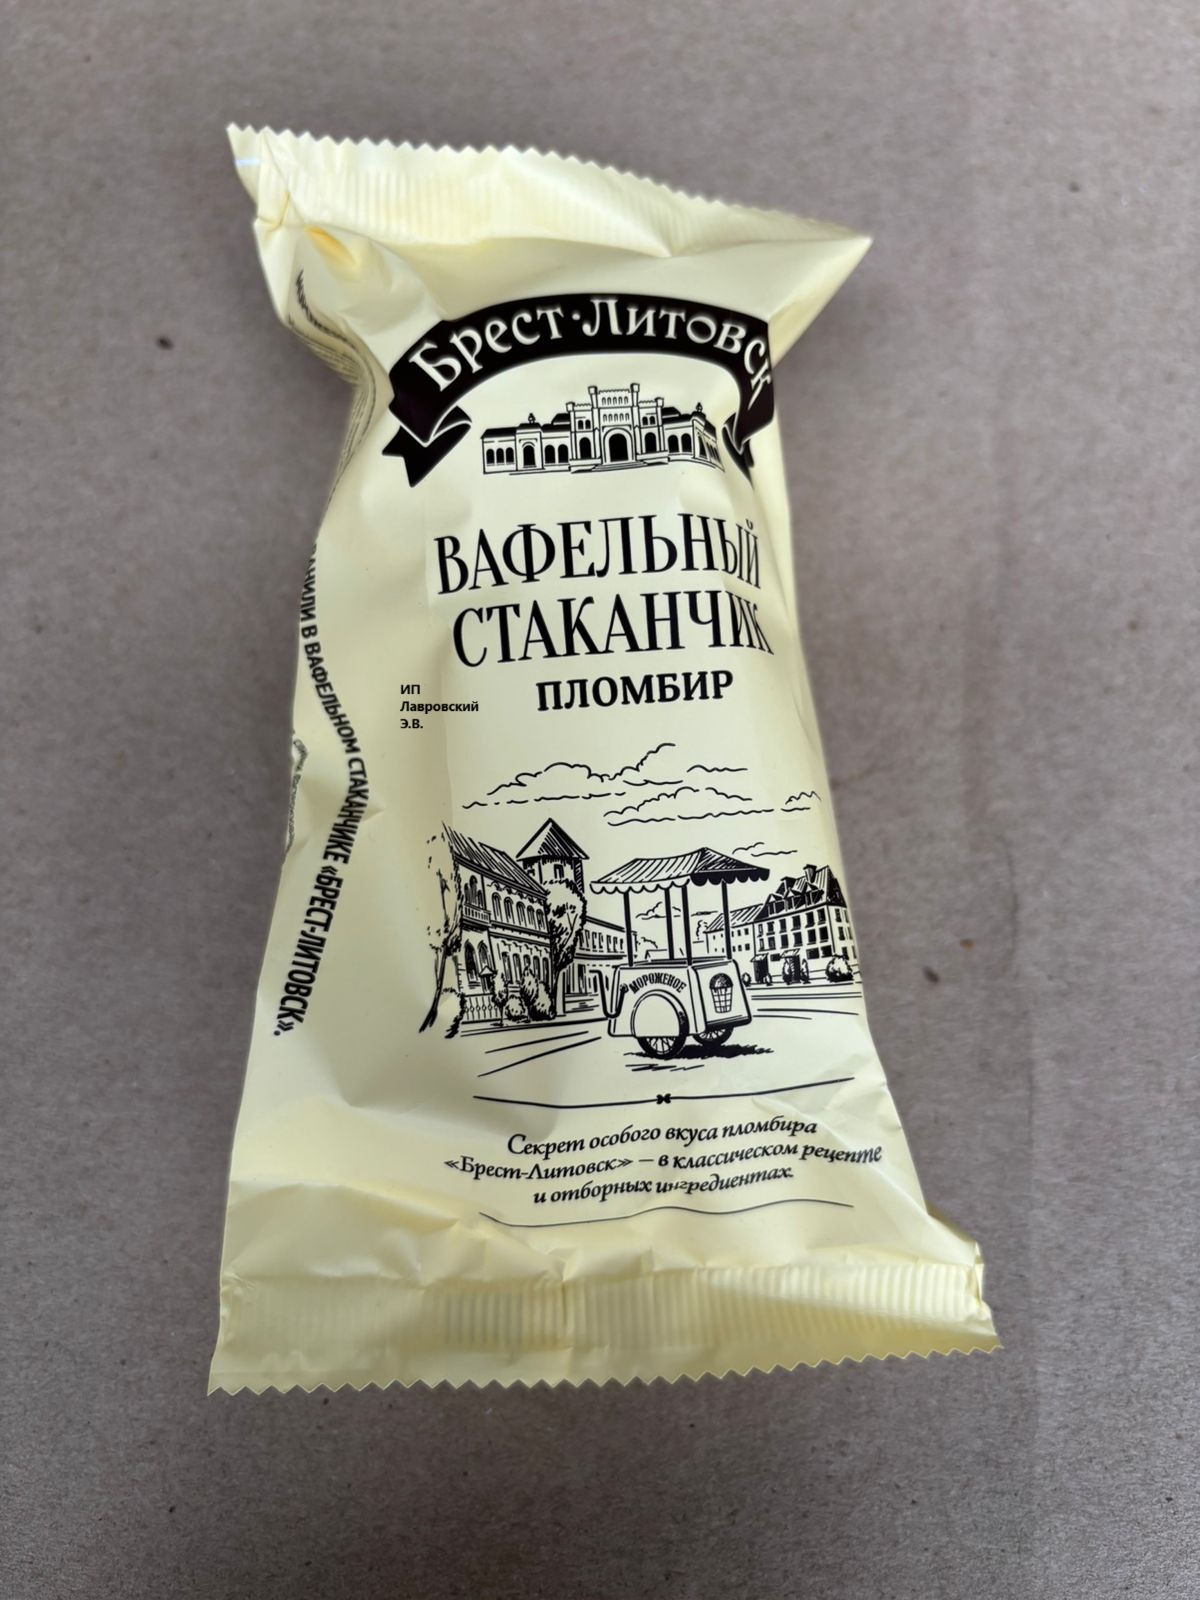 Брест-Литовск
ВАФЕЛЬНЫЙ
СТАКАНЧИК
ПЛОМБИР
ИП
Лавровский
Э.В.
МОРОЖЕНОЕ
Секрет особого вкуса пломбира
«Брест-Литовск» – в классическом рецепте
и отборных ингредиентах.
В ВАФЕЛЬНОМ СТАКАНЧИКЕ «БРЕСТ-ЛИТОВСК».